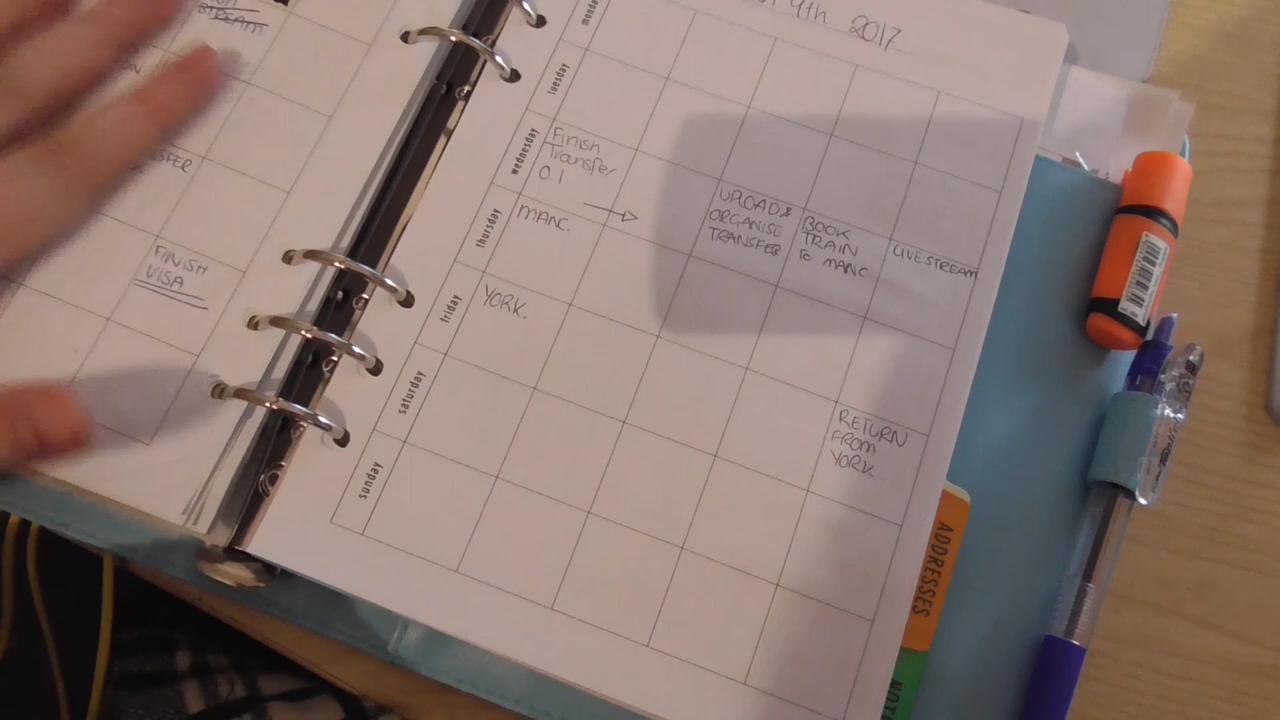 STREAM
FINISH
VISA
4th 2017
monday
tuesday
wednesday
Finish
Transfer
01
thursday
MANC.
UPLOAD &
ORGANISE
TRANSFER
BOOK
TRAIN
To MANC
LIVESTREAM
friday
YORK.
saturday
RETURN
FROM
YORK
sunday
ADDRESSES